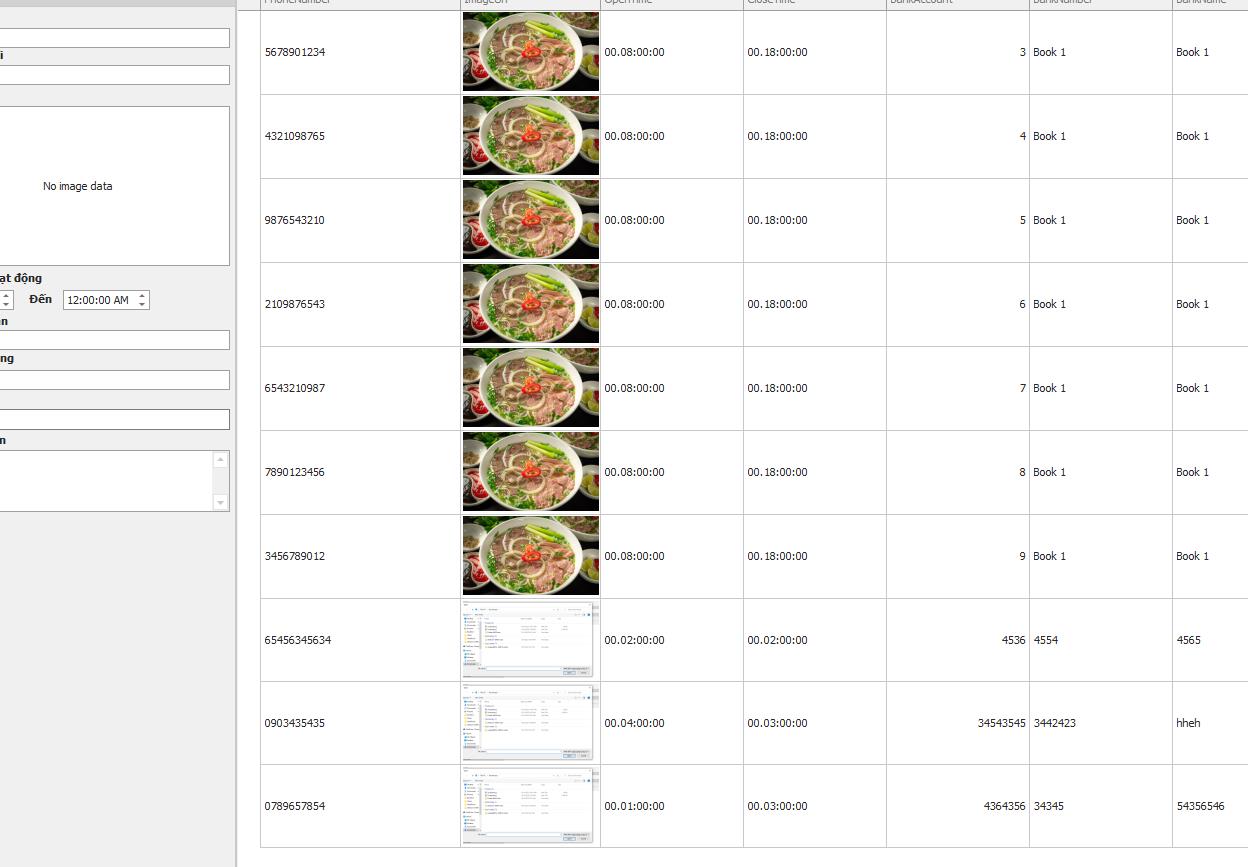 PhoneNumber ImageUrl OpenTime CloseTime BankAccount BankNumber BankName
5678901234 00.08:00:00 00.18:00:00 3 Book 1 Book 1
i
4321098765 00.08:00:00 00.18:00:00 4 Book 1 Book 1
No image data
9876543210 00.08:00:00 00.18:00:00 5 Book 1 Book 1
ạt động
Đến 12:00:00 AM
2109876543 00.08:00:00 00.18:00:00 6 Book 1 Book 1
n
ng
6543210987 00.08:00:00 00.18:00:00 7 Book 1 Book 1
n
7890123456 00.08:00:00 00.18:00:00 8 Book 1 Book 1
3456789012 00.08:00:00 00.18:00:00 9 Book 1 Book 1
65435645634 00.02:00:00 00.02:00:00 4536 4554 4565
0903435435 00.04:00:00 00.03:00:00 34543545 3442423 hheh
0789657854 00.01:00:00 00.03:00:00 4364356 34345 54356546